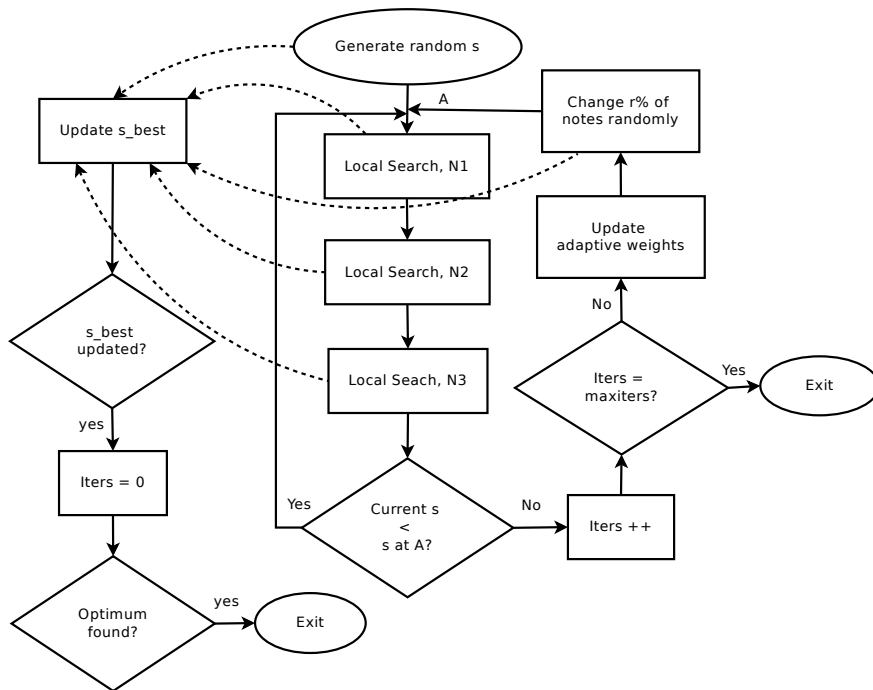 Generate random s
A
Change r% of
notes randomly
Update s_best
Local Search, N1
Update
adaptive weights
Local Search, N2
No
s_best
updated?
Local Seach, N3
Iters =
maxiters?
Yes
Exit
yes
Iters = 0
Yes
Current s
<
s at A?
No
Iters ++
Optimum
found?
yes
Exit